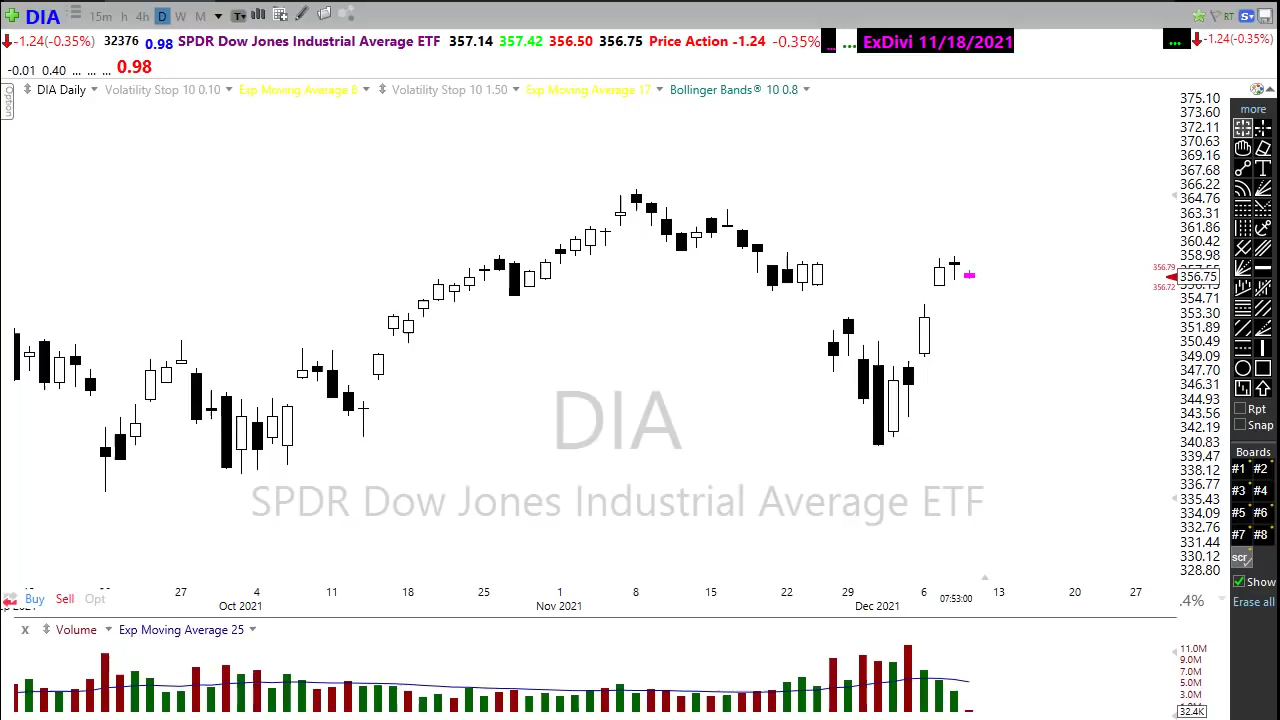 DIA 15m h 4h D W M T RT S
-1.24(-0.35%) 32376 0.98 SPDR Dow Jones Industrial Average ETF 357.14 357.42 356.50 356.75 Price Action -1.24 -0.35% ... ... ExDivi 11/18/2021 ... -1.24(-0.35%)
-0.01 0.40 ... ... ... 0.98
Option
DIA Daily Volatility Stop 10 0.10 Exp Moving Average 8 Volatility Stop 10 1.50 Exp Moving Average 17 Bollinger Bands® 10 0.8
375.10
373.60
372.11
370.63
369.16
367.68
366.22
364.76
363.31
361.86
360.42
358.98
356.79
356.75
356.72
354.71
353.30
351.89
350.49
349.09
347.70
346.31
344.93
343.56
342.19
340.83
339.47
338.12
336.77
335.43
334.09
332.76
331.44
330.12
328.80
more
Rpt
Snap
Boards
#1 #2
#3 #4
#5 #6
#7 #8
scr
Show
Erase all
DIA
SPDR Dow Jones Industrial Average ETF
27 4 11 18 25 1 8 15 22 29 6 07:53:00 13 20 27
Buy Sell Opt
Oct 2021 Nov 2021 Dec 2021
.4%
x Volume Exp Moving Average 25
11.0M
9.0M
7.0M
5.0M
3.0M
32.4K